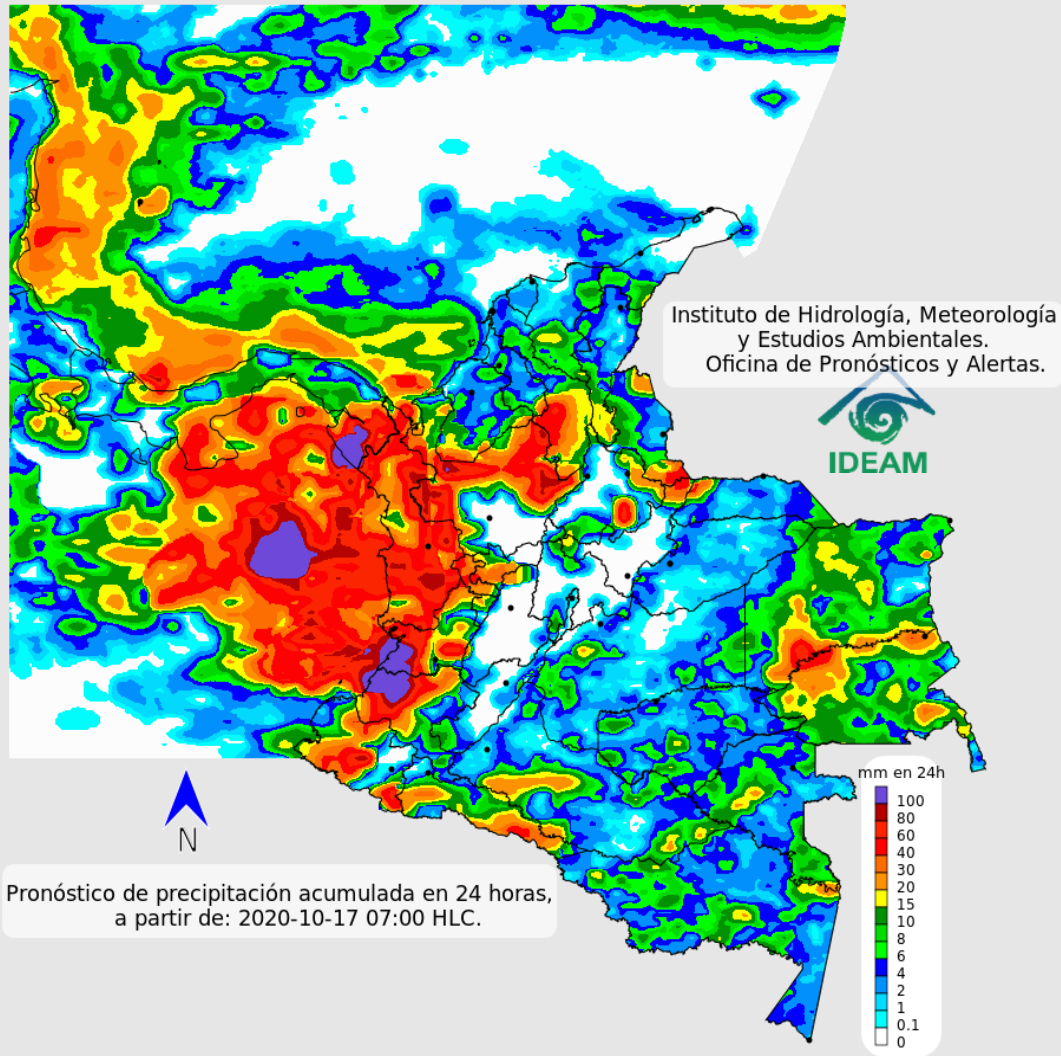 Instituto de Hidrología, Meteorología
y Estudios Ambientales.
Oficina de Pronósticos y Alertas.
IDEAM
mm en 24h
100
80
60
40
30
20
15
10
8
6
4
2
1
0.1
0
N
Pronóstico de precipitación acumulada en 24 horas,
a partir de: 2020-10-17 07:00 HLC.